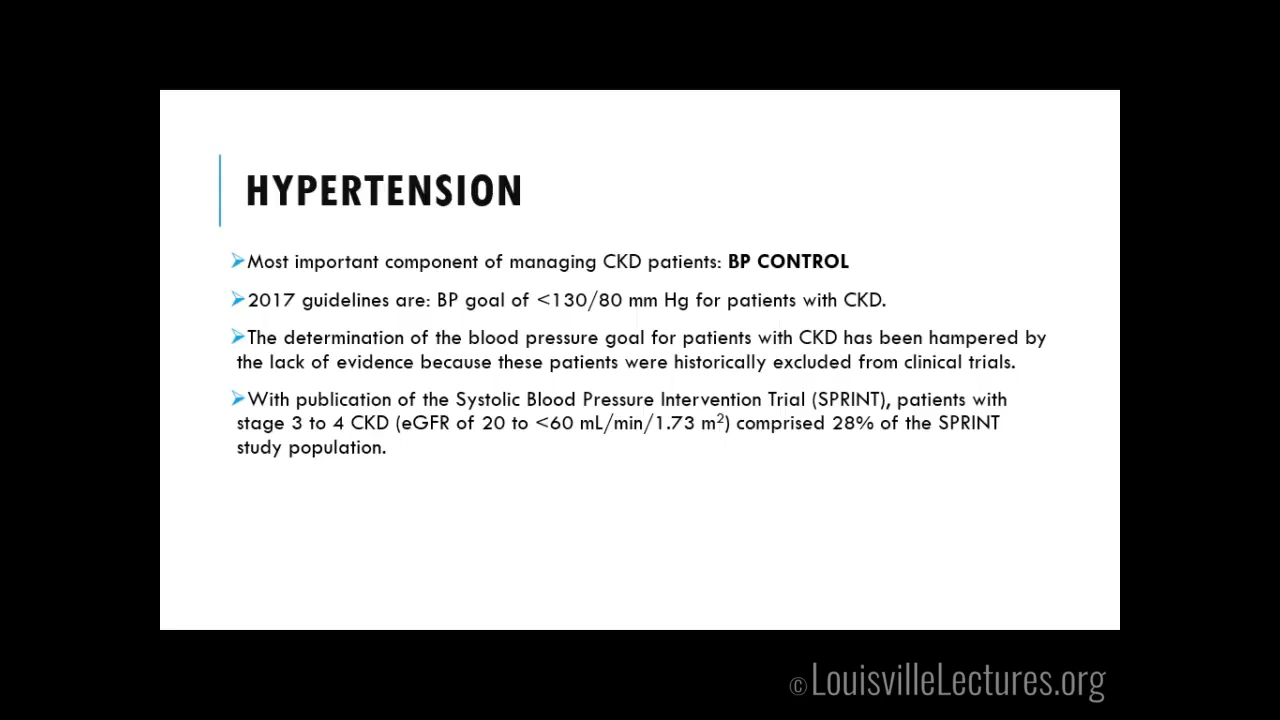 HYPERTENSION
➢Most important component of managing CKD patients: BP CONTROL
➢2017 guidelines are: BP goal of <130/80 mm Hg for patients with CKD.
➢The determination of the blood pressure goal for patients with CKD has been hampered by
the lack of evidence because these patients were historically excluded from clinical trials.
➢With publication of the Systolic Blood Pressure Intervention Trial (SPRINT), patients with
stage 3 to 4 CKD (eGFR of 20 to <60 mL/min/1.73 m²) comprised 28% of the SPRINT
study population.
© LouisvilleLectures.org